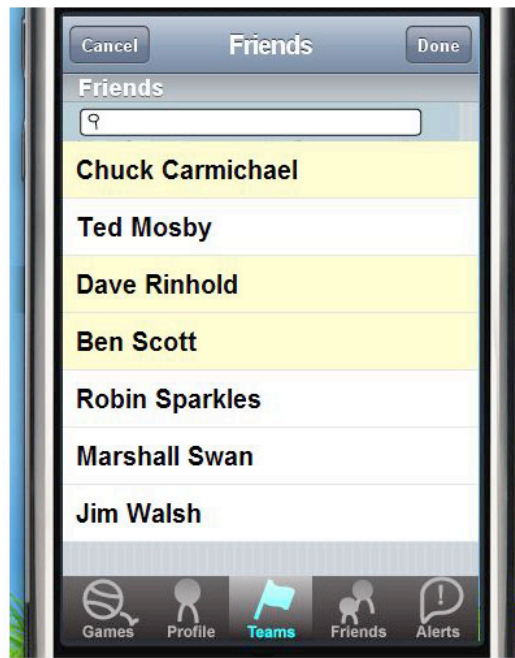 Cancel Friends Done
Friends
Chuck Carmichael
Ted Mosby
Dave Rinhold
Ben Scott
Robin Sparkles
Marshall Swan
Jim Walsh
Games Profile Teams Friends Alerts